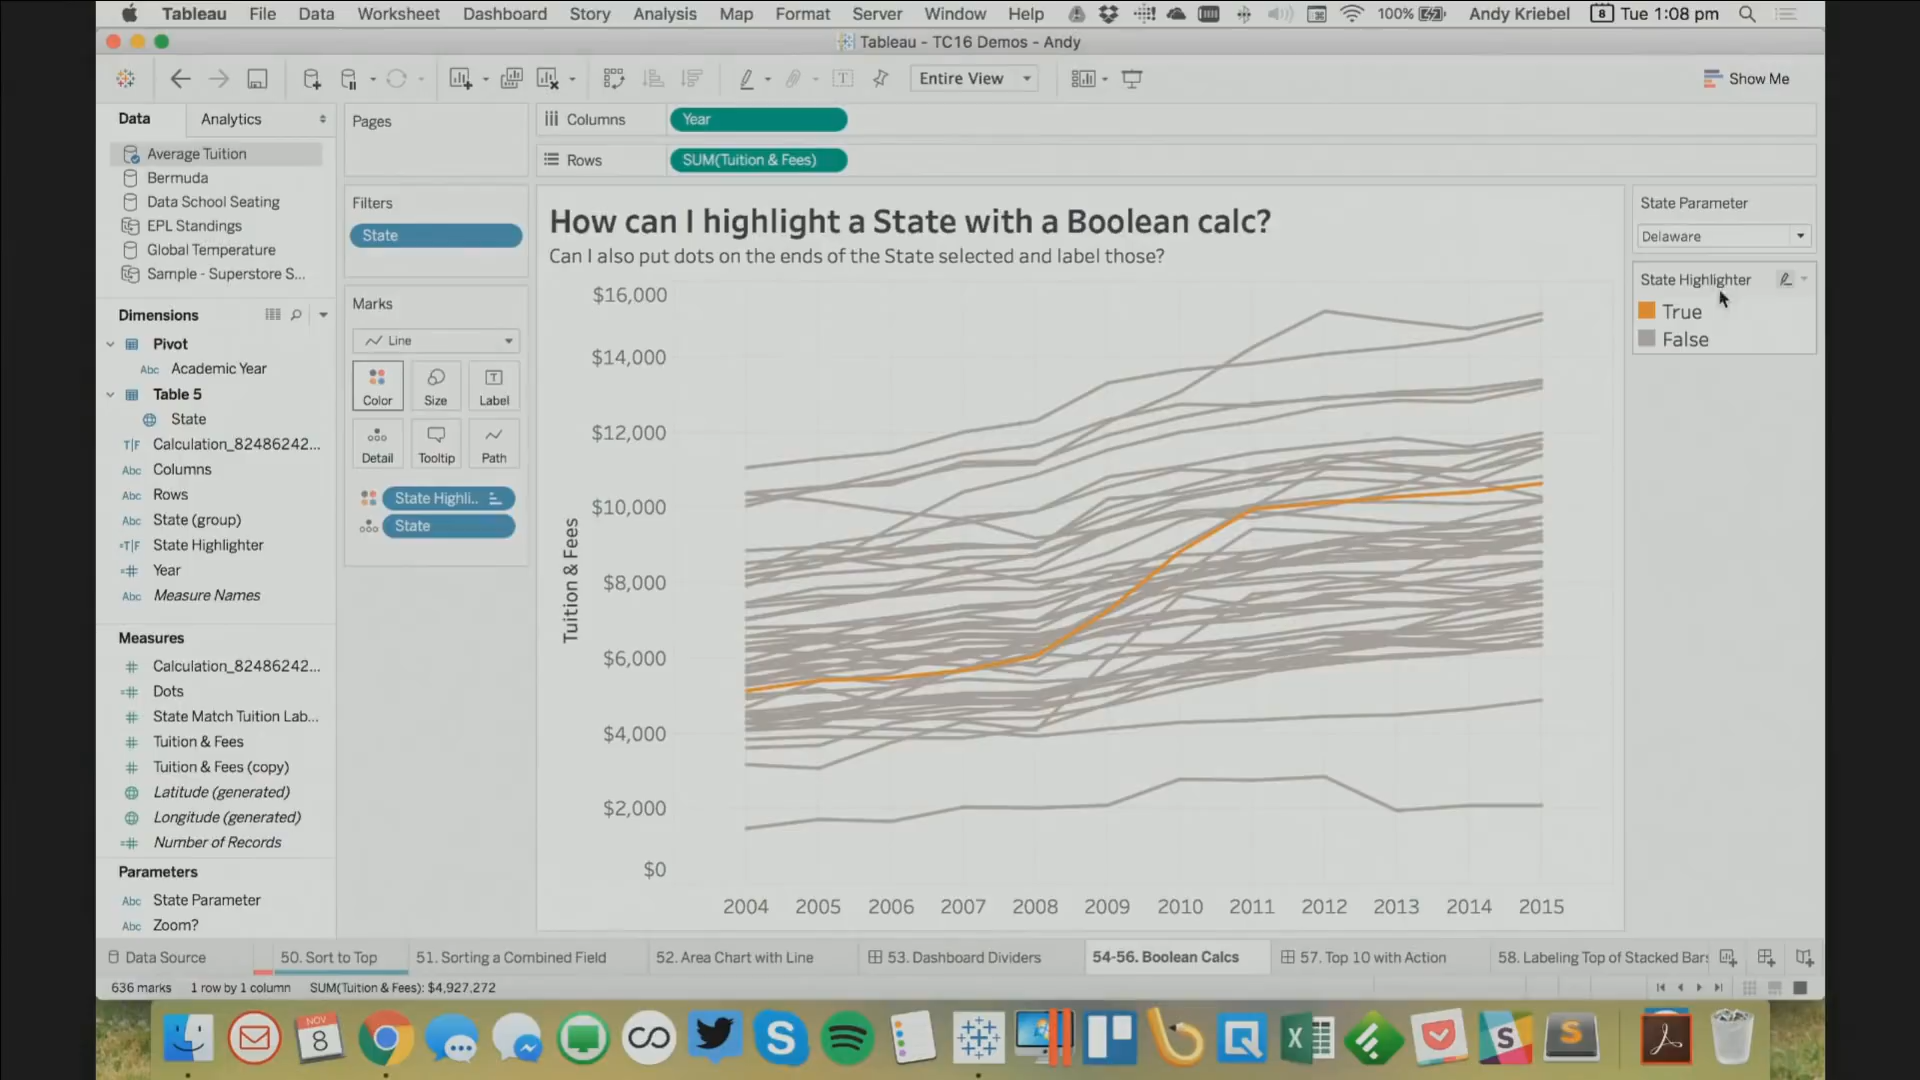 Tableau File Data Worksheet Dashboard Story Analysis Map Format Server Window Help 100% Andy Kriebel 8 Tue 1:08 pm
Tableau - TC16 Demos - Andy
Entire View Show Me
Data Analytics
Average Tuition
Bermuda
Data School Seating
EPL Standings
Global Temperature
Sample - Superstore S...
Dimensions
Pivot
Abc Academic Year
Table 5
State
T|F Calculation_82486242...
Abc Columns
Abc Rows
Abc State (group)
=T|F State Highlighter
=# Year
Abc Measure Names
Measures
# Calculation_82486242...
=# Dots
# State Match Tuition Lab...
# Tuition & Fees
# Tuition & Fees (copy)
Latitude (generated)
Longitude (generated)
=# Number of Records
Parameters
Abc State Parameter
Abc Zoom?
Pages
Filters
State
Marks
Line
Color Size Label
Detail Tooltip Path
State Highli..
State
Columns Year
Rows SUM(Tuition & Fees)
How can I highlight a State with a Boolean calc?
Can I also put dots on the ends of the State selected and label those?
Tuition & Fees
$16,000
$14,000
$12,000
$10,000
$8,000
$6,000
$4,000
$2,000
$0
2004 2005 2006 2007 2008 2009 2010 2011 2012 2013 2014 2015
State Parameter
Delaware
State Highlighter
True
False
Data Source 50. Sort to Top 51. Sorting a Combined Field 52. Area Chart with Line 53. Dashboard Dividers 54-56. Boolean Calcs 57. Top 10 with Action 58. Labeling Top of Stacked Bars
636 marks 1 row by 1 column SUM(Tuition & Fees): $4,927,272
NOV
8